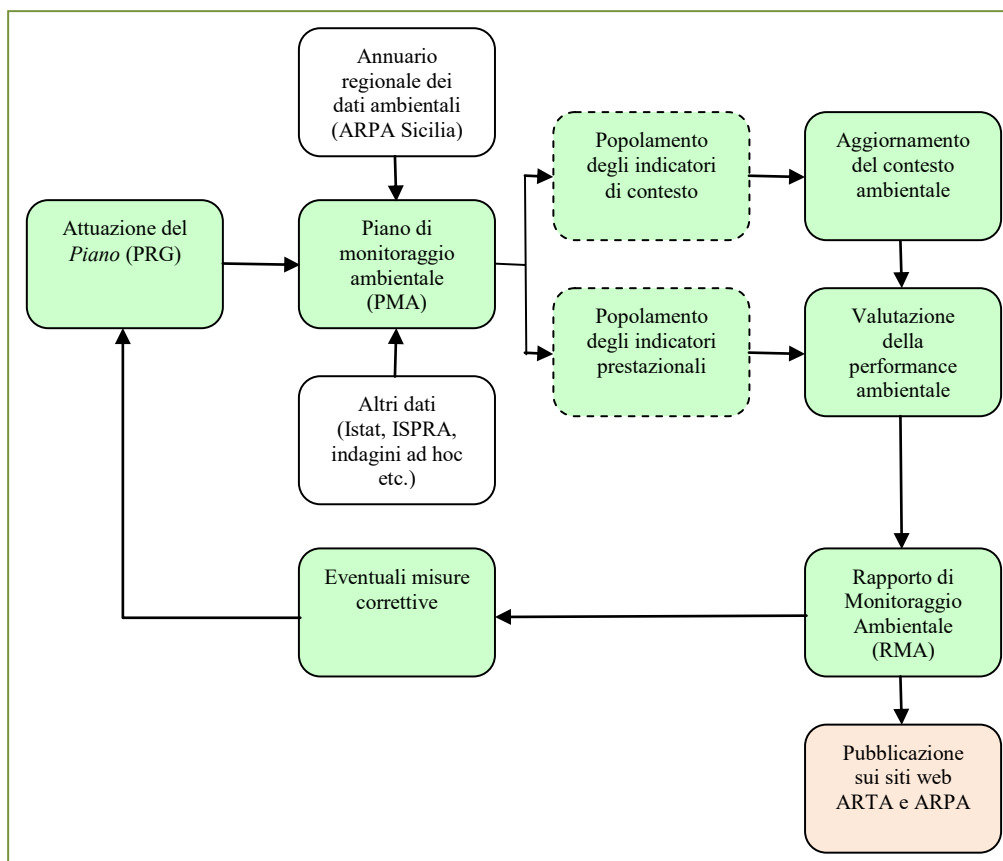 Annuario
regionale dei
dati ambientali
(ARPA Sicilia)
Popolamento
degli indicatori
di contesto
Aggiornamento
del contesto
ambientale
Attuazione del
Piano (PRG)
Piano di
monitoraggio
ambientale
(PMA)
Popolamento
degli indicatori
prestazionali
Valutazione
della
performance
ambientale
Altri dati
(Istat, ISPRA,
indagini ad hoc
etc.)
Eventuali misure
correttive
Rapporto di
Monitoraggio
Ambientale
(RMA)
Pubblicazione
sui siti web
ARTA e ARPA